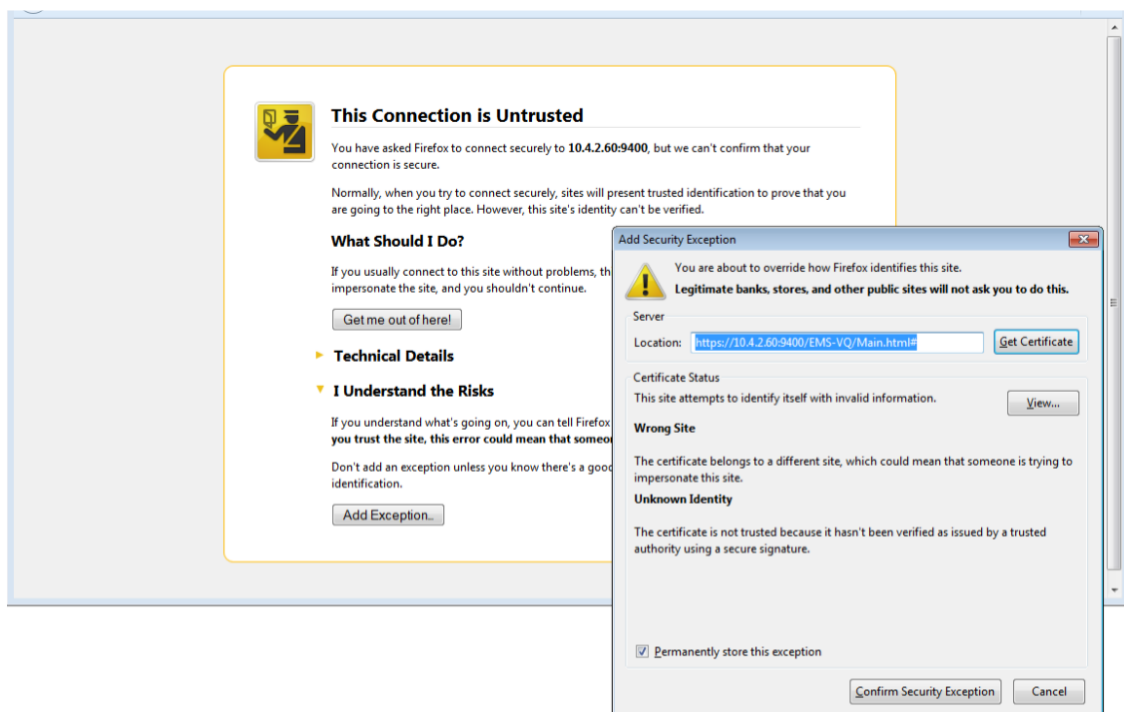 This Connection is Untrusted
You have asked Firefox to connect securely to 10.4.2.60:9400, but we can't confirm that your
connection is secure.
Normally, when you try to connect securely, sites will present trusted identification to prove that you
are going to the right place. However, this site's identity can't be verified.
What Should I Do?
If you usually connect to this site without problems, th
impersonate the site, and you shouldn't continue.
Get me out of here!
Technical Details
I Understand the Risks
If you understand what's going on, you can tell Firefox
you trust the site, this error could mean that someo
Don't add an exception unless you know there's a good
identification.
Add Exception...
Add Security Exception
You are about to override how Firefox identifies this site.
Legitimate banks, stores, and other public sites will not ask you to do this.
Server
Location: https://10.4.2.60:9400/EMS-VQ/Main.html# Get Certificate
Certificate Status
This site attempts to identify itself with invalid information.
View...
Wrong Site
The certificate belongs to a different site, which could mean that someone is trying to
impersonate this site.
Unknown Identity
The certificate is not trusted because it hasn't been verified as issued by a trusted
authority using a secure signature.
Permanently store this exception
Confirm Security Exception Cancel